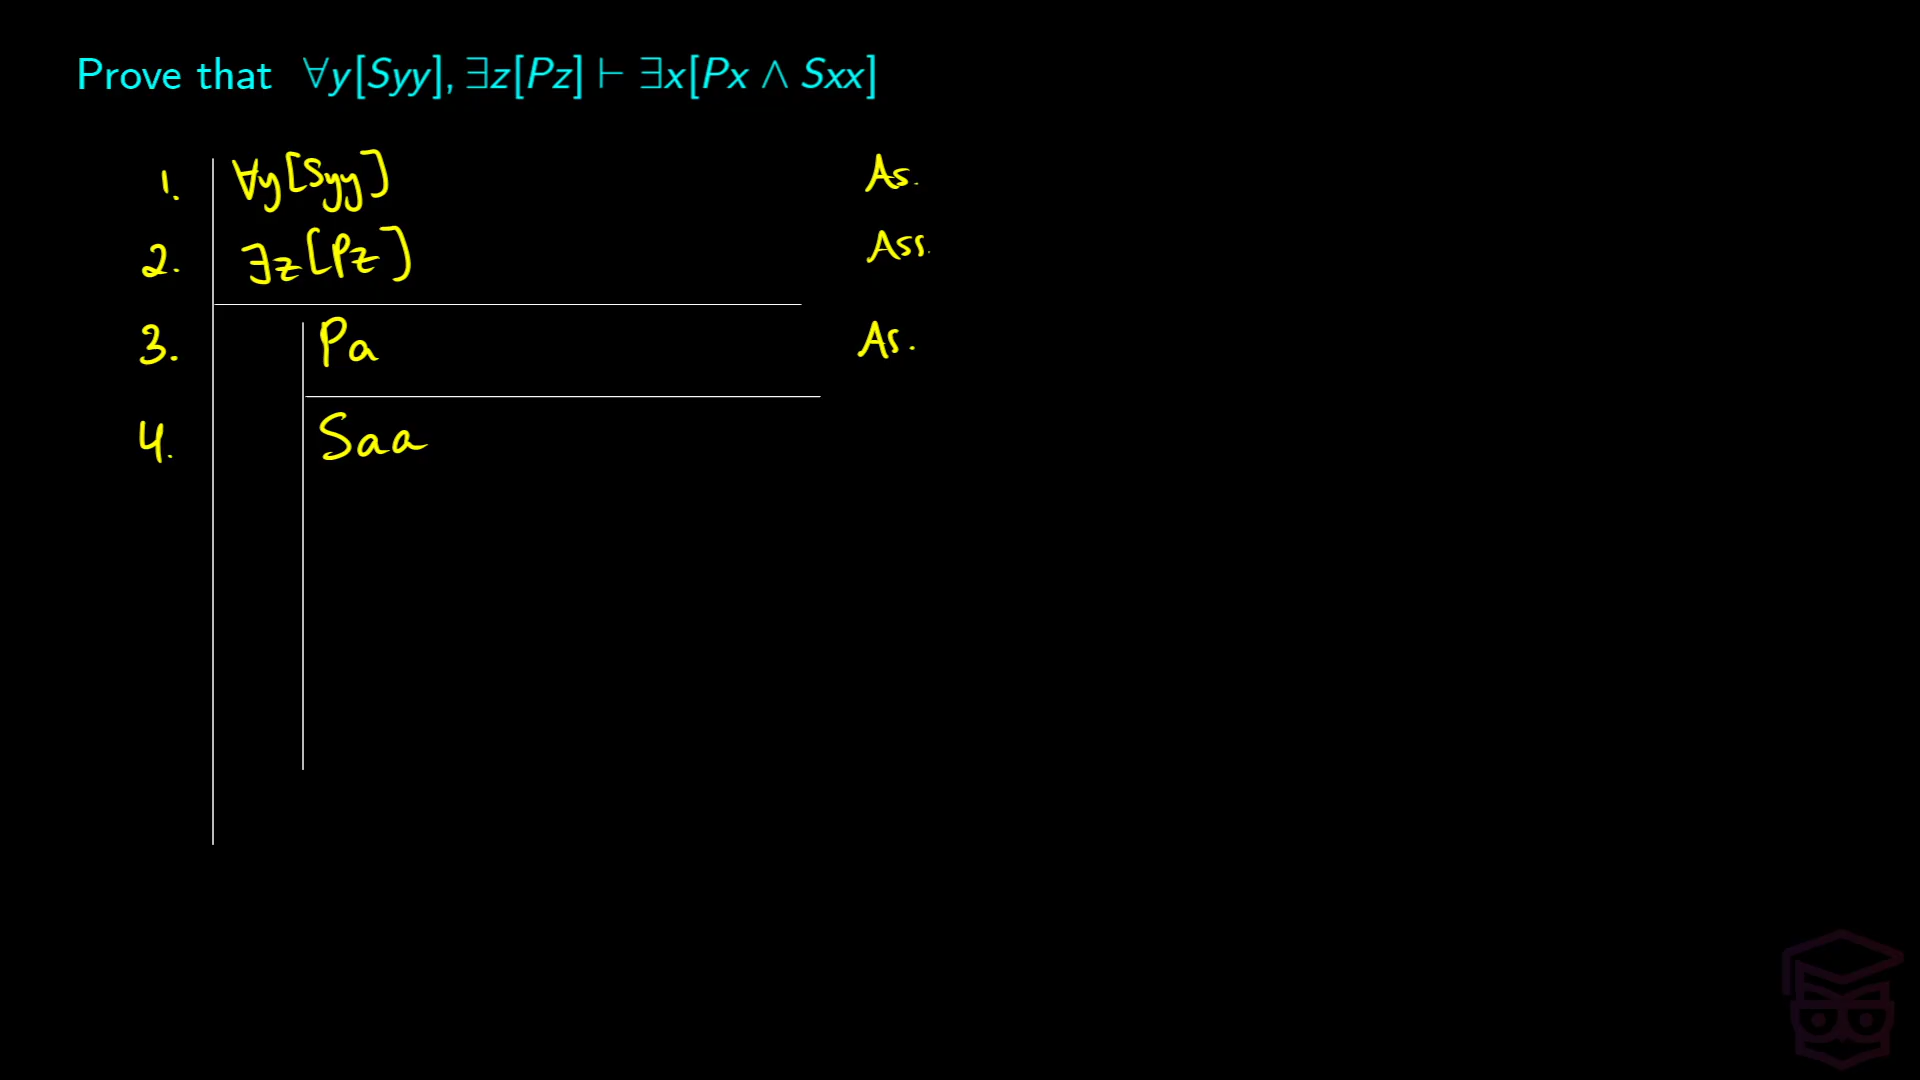 Prove that ∀y[Syy], ∃z[Pz] ⊢ ∃x[Px ∧ Sxx]
1. ∀y[Syy] As.
2. ∃z[Pz] Ass.
3. Pa As.
4. Saa